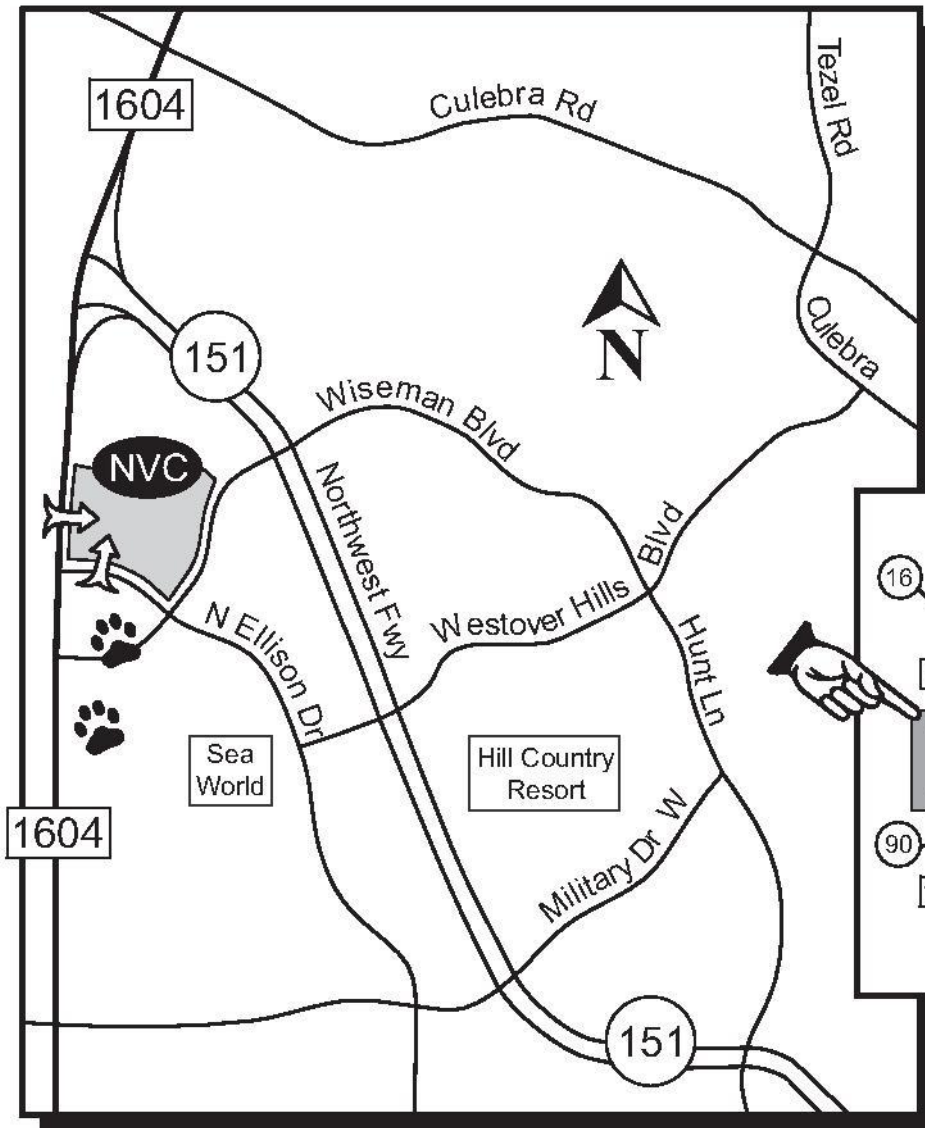 1604
Culebra Rd
Tezel Rd
151
N
Culebra
Wiseman Blvd
NVC
Northwest Fwy
Westover Hills Blvd
16
N Ellison Dr
Hunt Ln
Sea
World
Hill Country
Resort
1604
Military Dr W
90
151